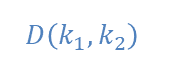 D(k₁, k₂)